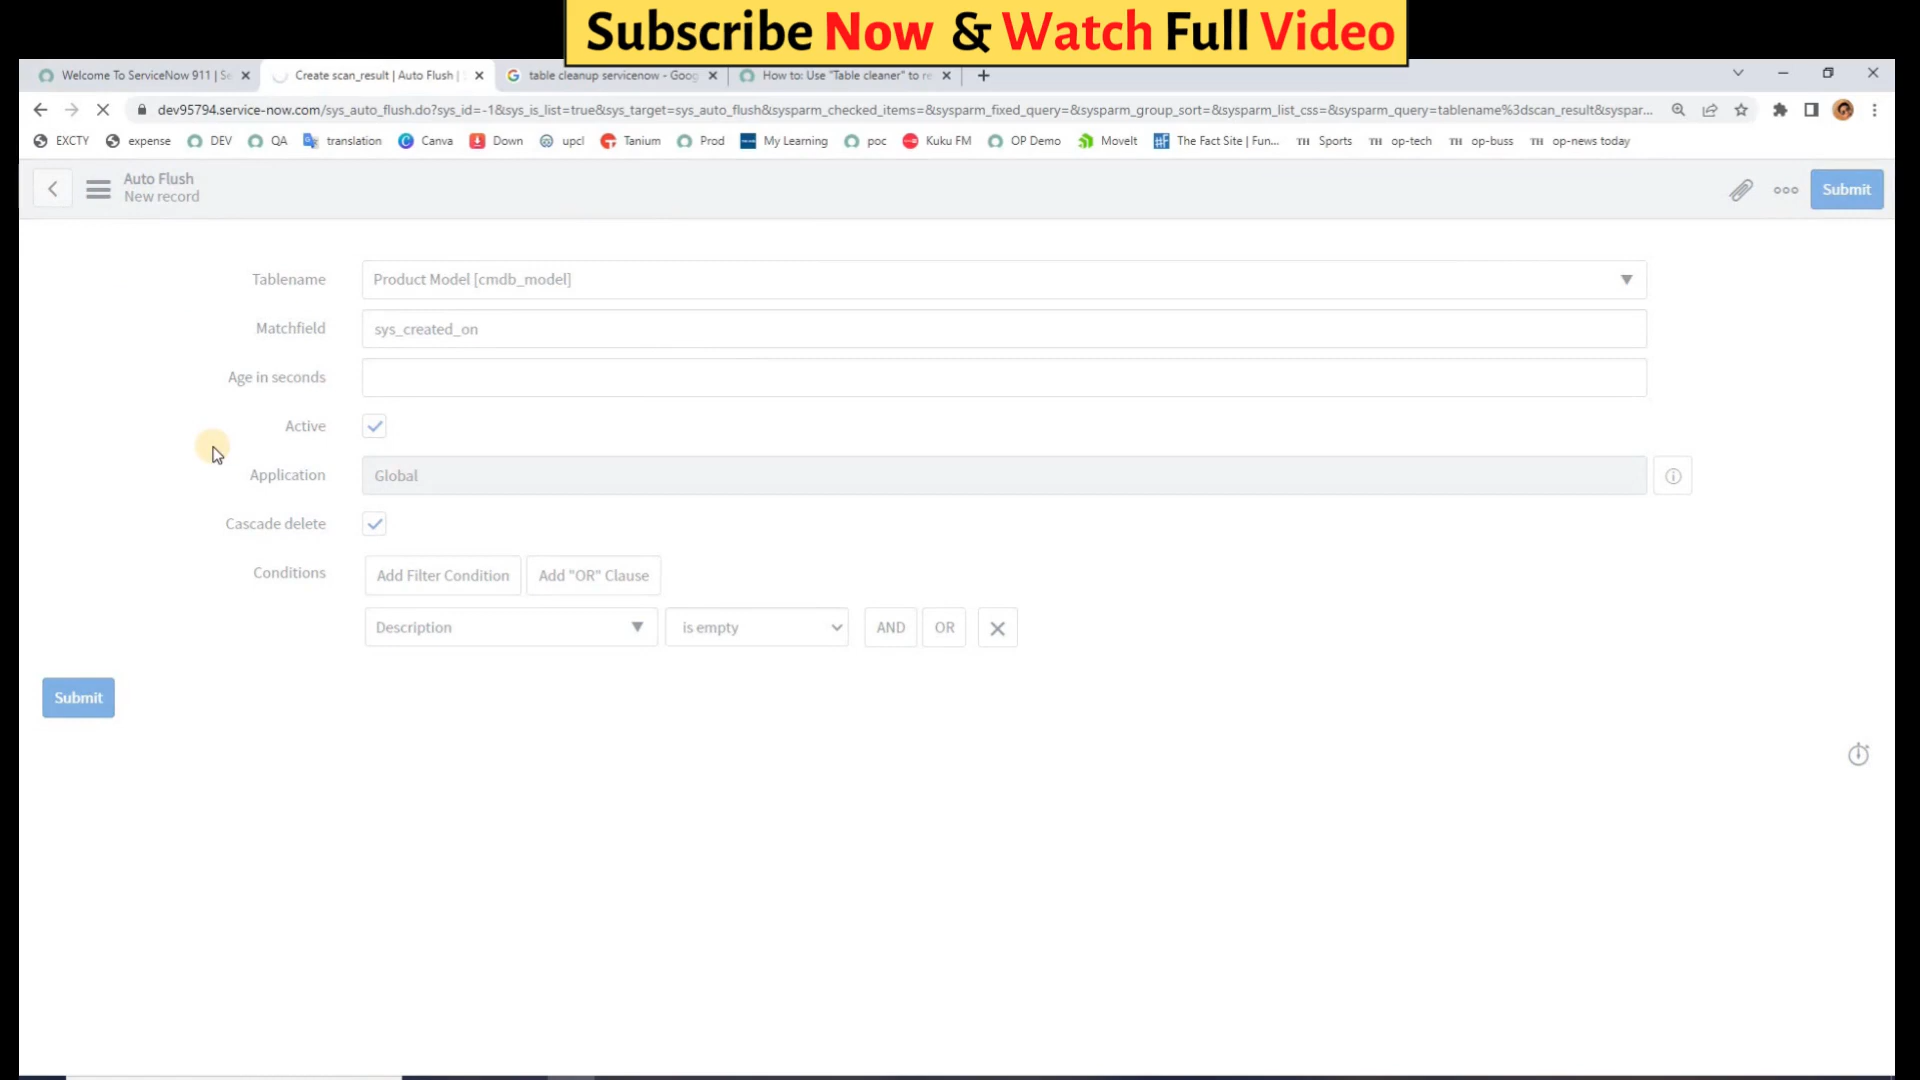 Subscribe Now & Watch Full Video
Welcome To ServiceNow 911 | Se
Create scan_result | Auto Flush |
table cleanup servicenow - Goog
How to: Use "Table cleaner" to re
dev95794.service-now.com/sys_auto_flush.do?sys_id=-1&sys_is_list=true&sys_target=sys_auto_flush&sysparm_checked_items=&sysparm_fixed_query=&sysparm_group_sort=&sysparm_list_css=&sysparm_query=tablename%3dscan_result&syspar...
EXCTY expense DEV QA translation Canva Down upcl Tanium Prod My Learning poc Kuku FM OP Demo MoveIt The Fact Site | Fun... TH Sports TH op-tech TH op-buss TH op-news today
Auto Flush
New record
Submit
Tablename Product Model [cmdb_model]
Matchfield sys_created_on
Age in seconds
Active
Application Global
Cascade delete
Conditions Add Filter Condition Add "OR" Clause
Description is empty AND OR
Submit